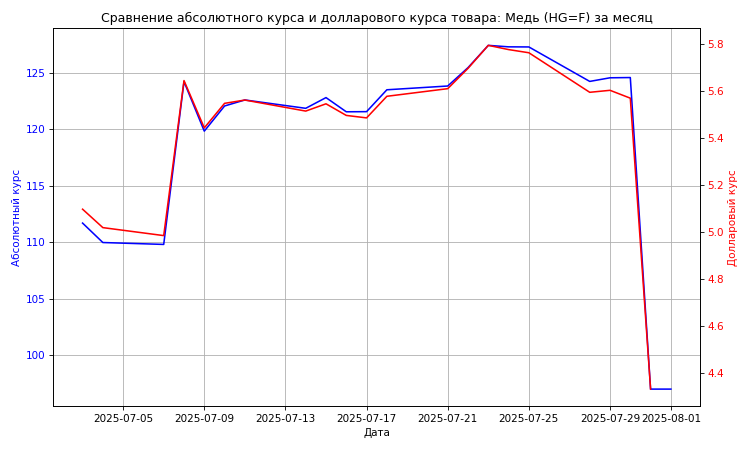 Сравнение абсолютного курса и долларового курса товара: Медь (HG=F) за месяц
Абсолютный курс
125
120
115
110
105
100
5.8
5.6
5.4
5.2
5.0
4.8
4.6
4.4
Долларовый курс
2025-07-05 2025-07-09 2025-07-13 2025-07-17 2025-07-21 2025-07-25 2025-07-29 2025-08-01
Дата